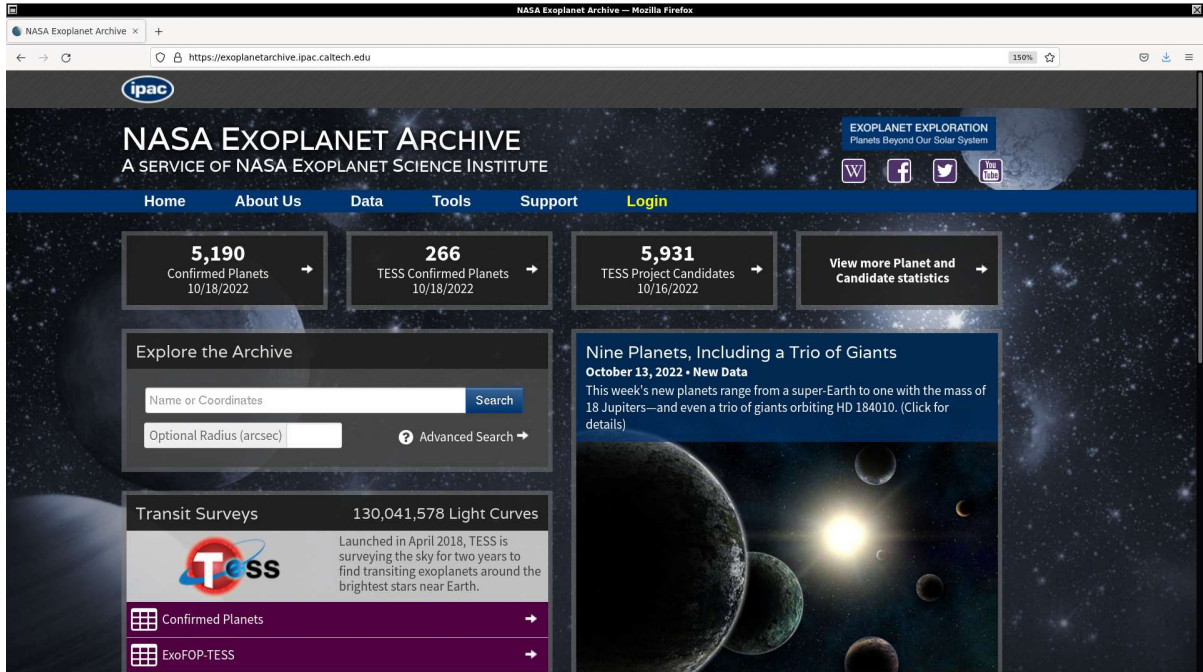 NASA Exoplanet Archive — Mozilla Firefox
NASA Exoplanet Archive × +
https://exoplanetarchive.ipac.caltech.edu 150%
ipac
NASA EXOPLANET ARCHIVE
A SERVICE OF NASA EXOPLANET SCIENCE INSTITUTE
EXOPLANET EXPLORATION
Planets Beyond Our Solar System
W f You Tube
Home About Us Data Tools Support Login
5,190
Confirmed Planets
10/18/2022
266
TESS Confirmed Planets
10/18/2022
5,931
TESS Project Candidates
10/16/2022
View more Planet and
Candidate statistics
Explore the Archive
Name or Coordinates Search
Optional Radius (arcsec) ? Advanced Search
Nine Planets, Including a Trio of Giants
October 13, 2022 • New Data
This week's new planets range from a super-Earth to one with the mass of
18 Jupiters—and even a trio of giants orbiting HD 184010. (Click for
details)
Transit Surveys 130,041,578 Light Curves
Tess
Launched in April 2018, TESS is
surveying the sky for two years to
find transiting exoplanets around the
brightest stars near Earth.
Confirmed Planets
ExoFOP-TESS